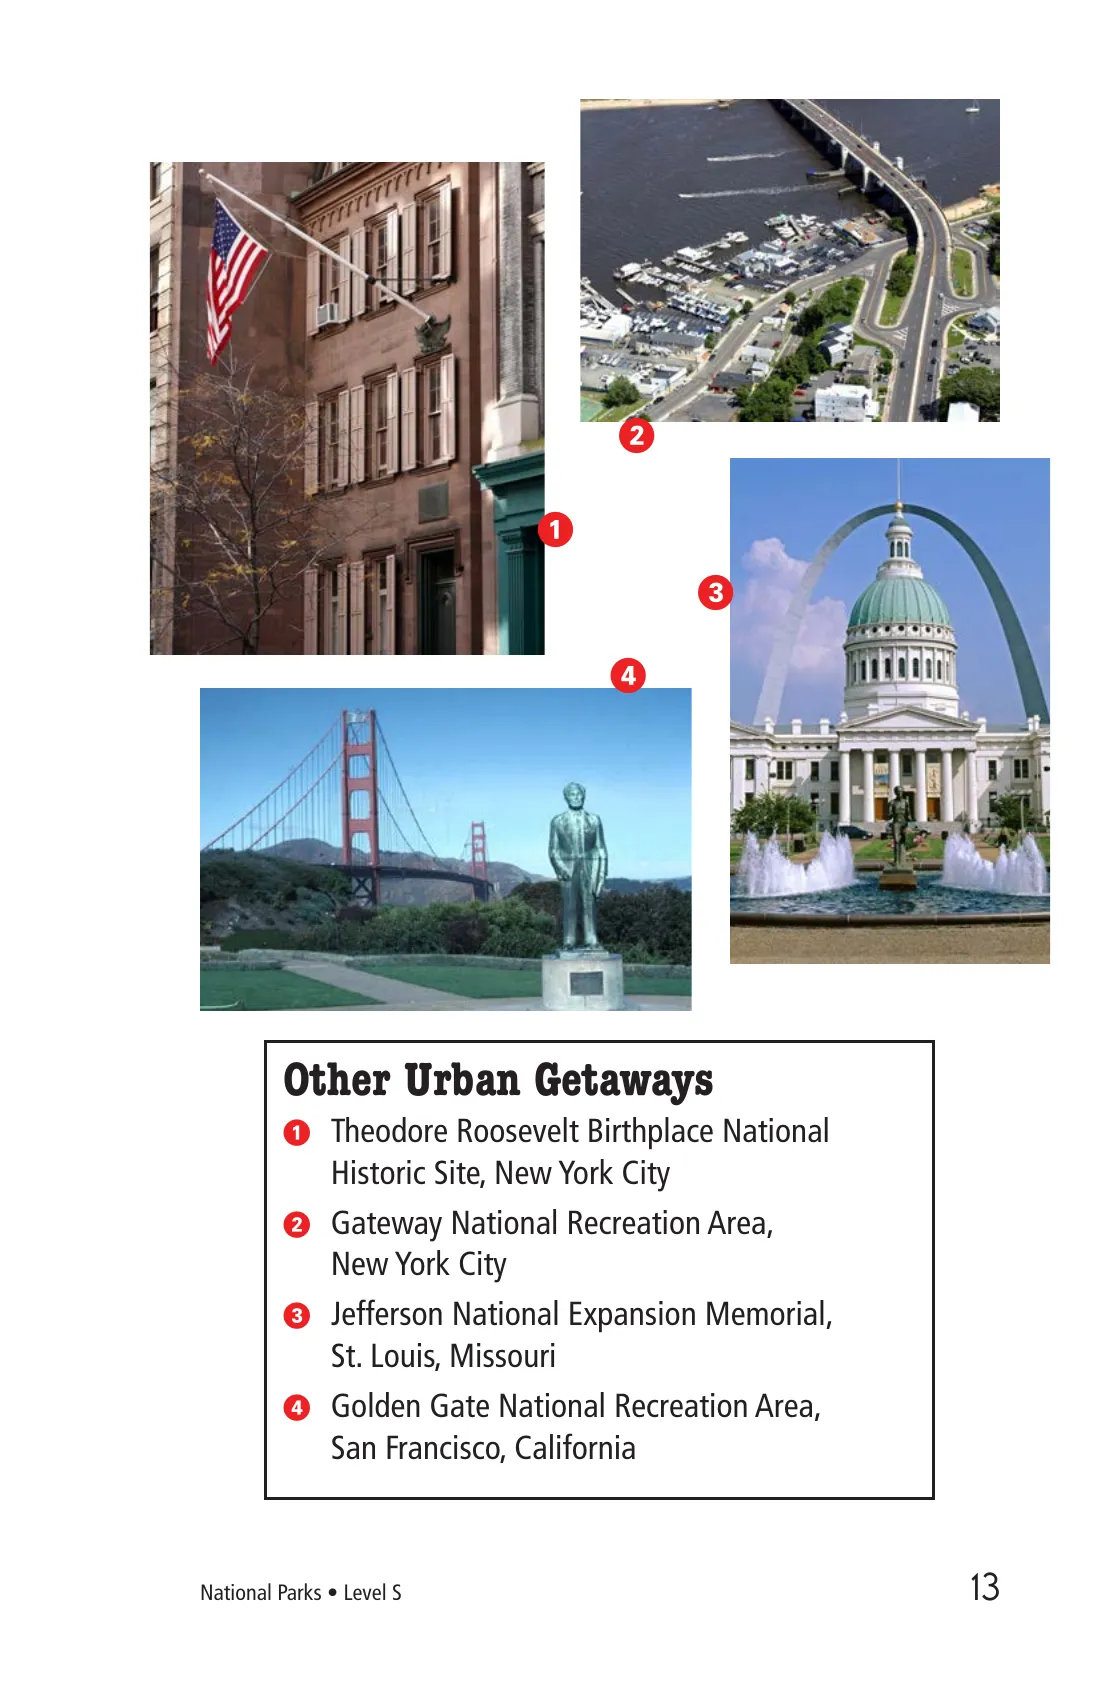 2
1
3
4
Other Urban Getaways
1 Theodore Roosevelt Birthplace National
Historic Site, New York City
2 Gateway National Recreation Area,
New York City
3 Jefferson National Expansion Memorial,
St. Louis, Missouri
4 Golden Gate National Recreation Area,
San Francisco, California
National Parks • Level S 13